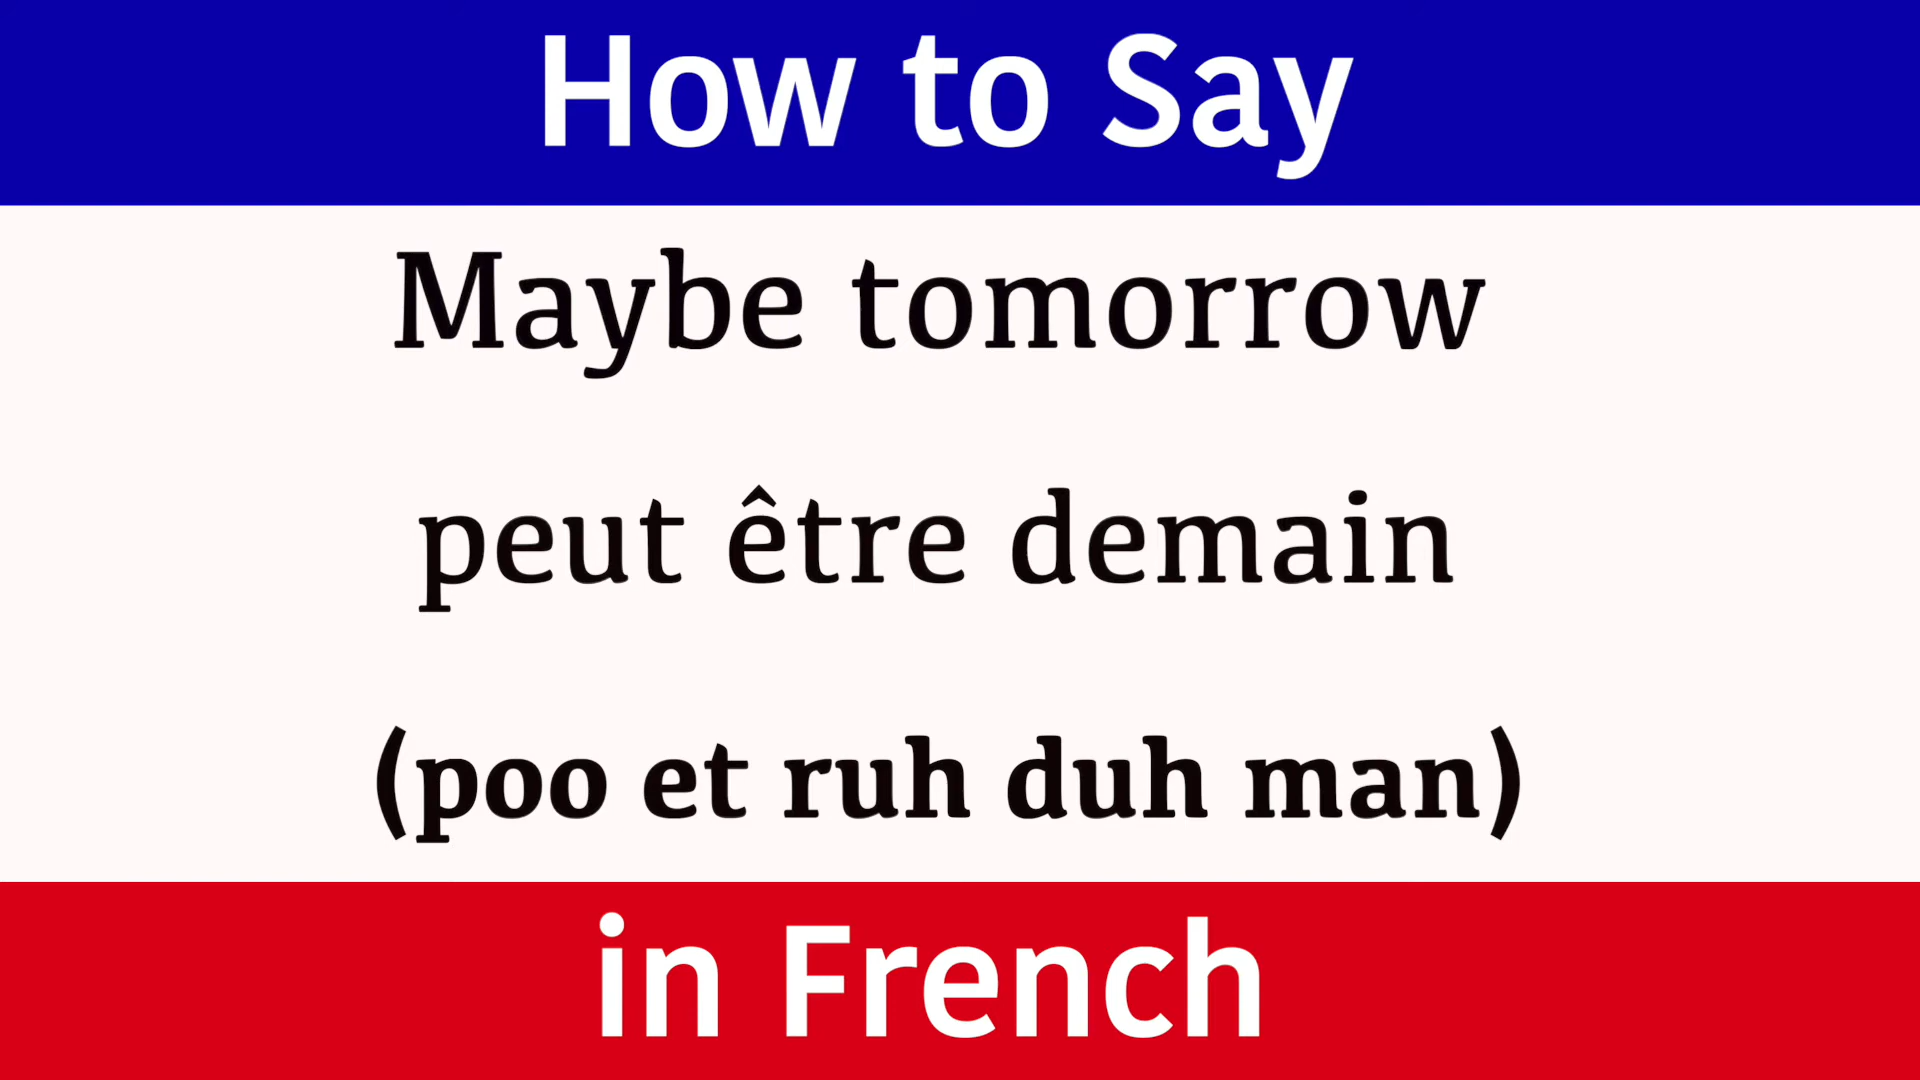 How to Say
Maybe tomorrow
peut être demain
(poo et ruh duh man)
in French